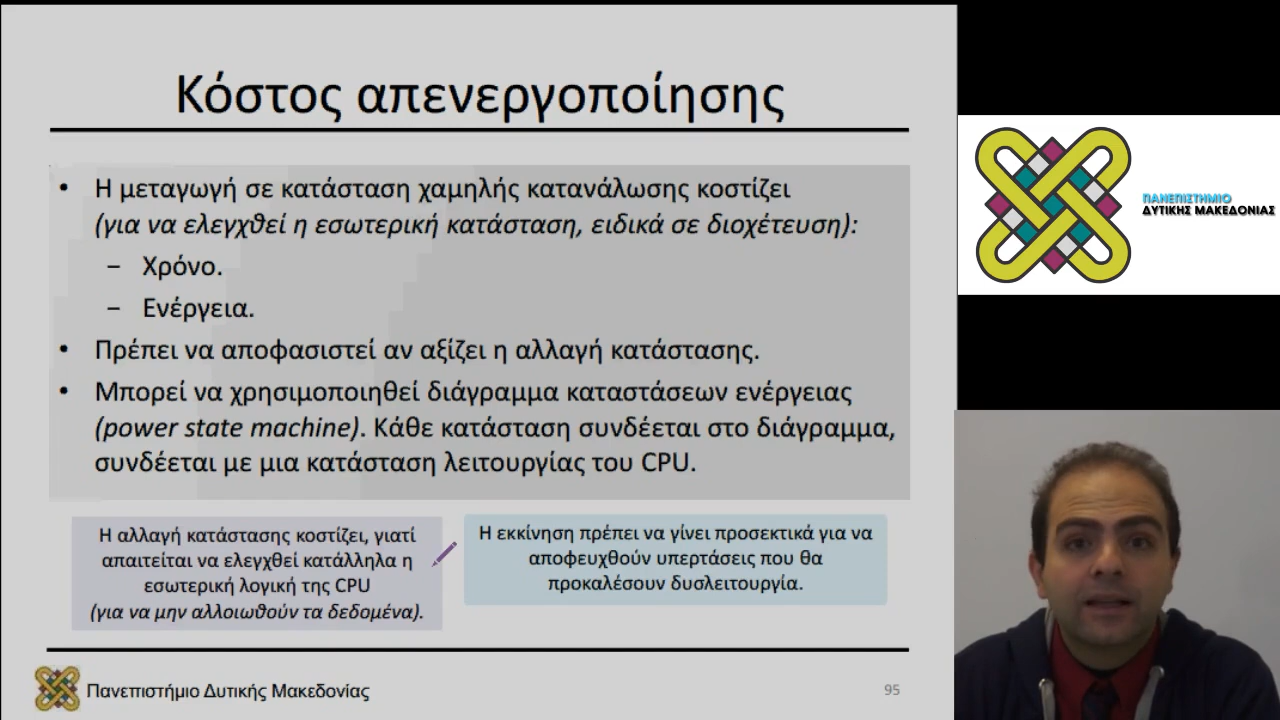 Κόστος απενεργοποίησης
• Η μεταγωγή σε κατάσταση χαμηλής κατανάλωσης κοστίζει
(για να ελεγχθεί η εσωτερική κατάσταση, ειδικά σε διοχέτευση):
− Χρόνο.
− Ενέργεια.
• Πρέπει να αποφασιστεί αν αξίζει η αλλαγή κατάστασης.
• Μπορεί να χρησιμοποιηθεί διάγραμμα καταστάσεων ενέργειας
(power state machine). Κάθε κατάσταση συνδέεται στο διάγραμμα,
συνδέεται με μια κατάσταση λειτουργίας του CPU.
Η αλλαγή κατάστασης κοστίζει, γιατί
απαιτείται να ελεγχθεί κατάλληλα η
εσωτερική λογική της CPU
(για να μην αλλοιωθούν τα δεδομένα).
Η εκκίνηση πρέπει να γίνει προσεκτικά για να
αποφευχθούν υπερτάσεις που θα
προκαλέσουν δυσλειτουργία.
Πανεπιστήμιο Δυτικής Μακεδονίας
95
ΠΑΝΕΠΙΣΤΗΜΙΟ
ΔΥΤΙΚΗΣ ΜΑΚΕΔΟΝΙΑΣ